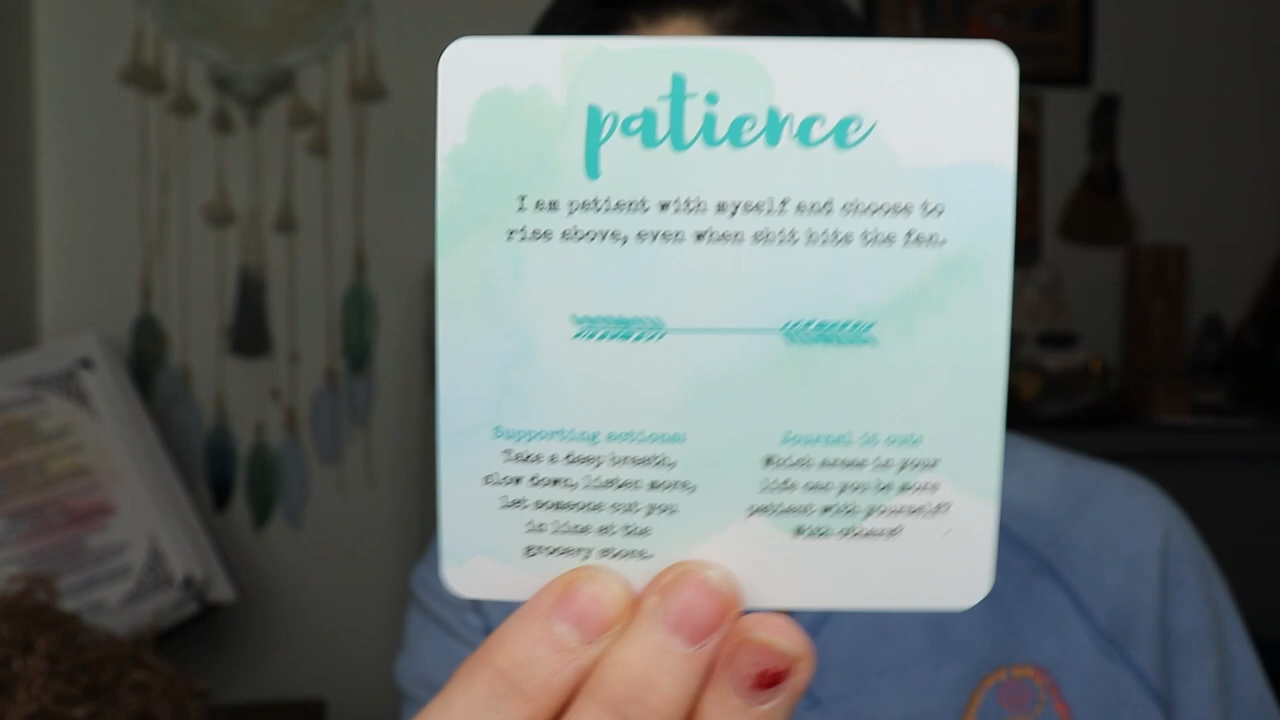 patience
I am patient with myself and choose to
rise above, even when shit hits the fan.
Supporting actions:
Take a deep breath,
slow down, listen more,
let someone cut you
in line at the
grocery store.
Journal it out:
Which areas in your
life can you be more
patient with yourself?
With others?